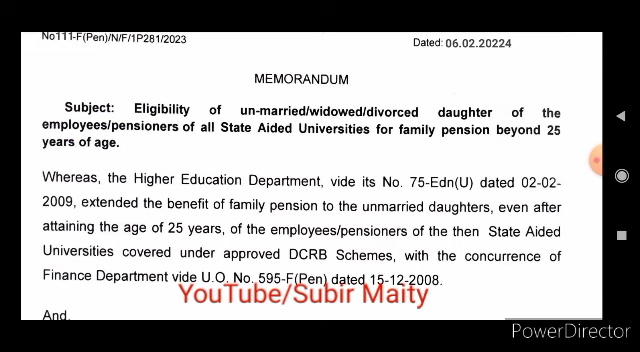 No111-F(Pen)/N/F/1P281/2023
Dated: 06.02.20224
MEMORANDUM
Subject: Eligibility of un-married/widowed/divorced daughter of the
employees/pensioners of all State Aided Universities for family pension beyond 25
years of age.
Whereas, the Higher Education Department, vide its No. 75-Edn(U) dated 02-02-
2009, extended the benefit of family pension to the unmarried daughters, even after
attaining the age of 25 years, of the employees/pensioners of the then State Aided
Universities covered under approved DCRB Schemes, with the concurrence of
Finance Department vide U.O. No. 595-F(Pen) dated 15-12-2008.
YouTube/Subir Maity
And,
PowerDirector